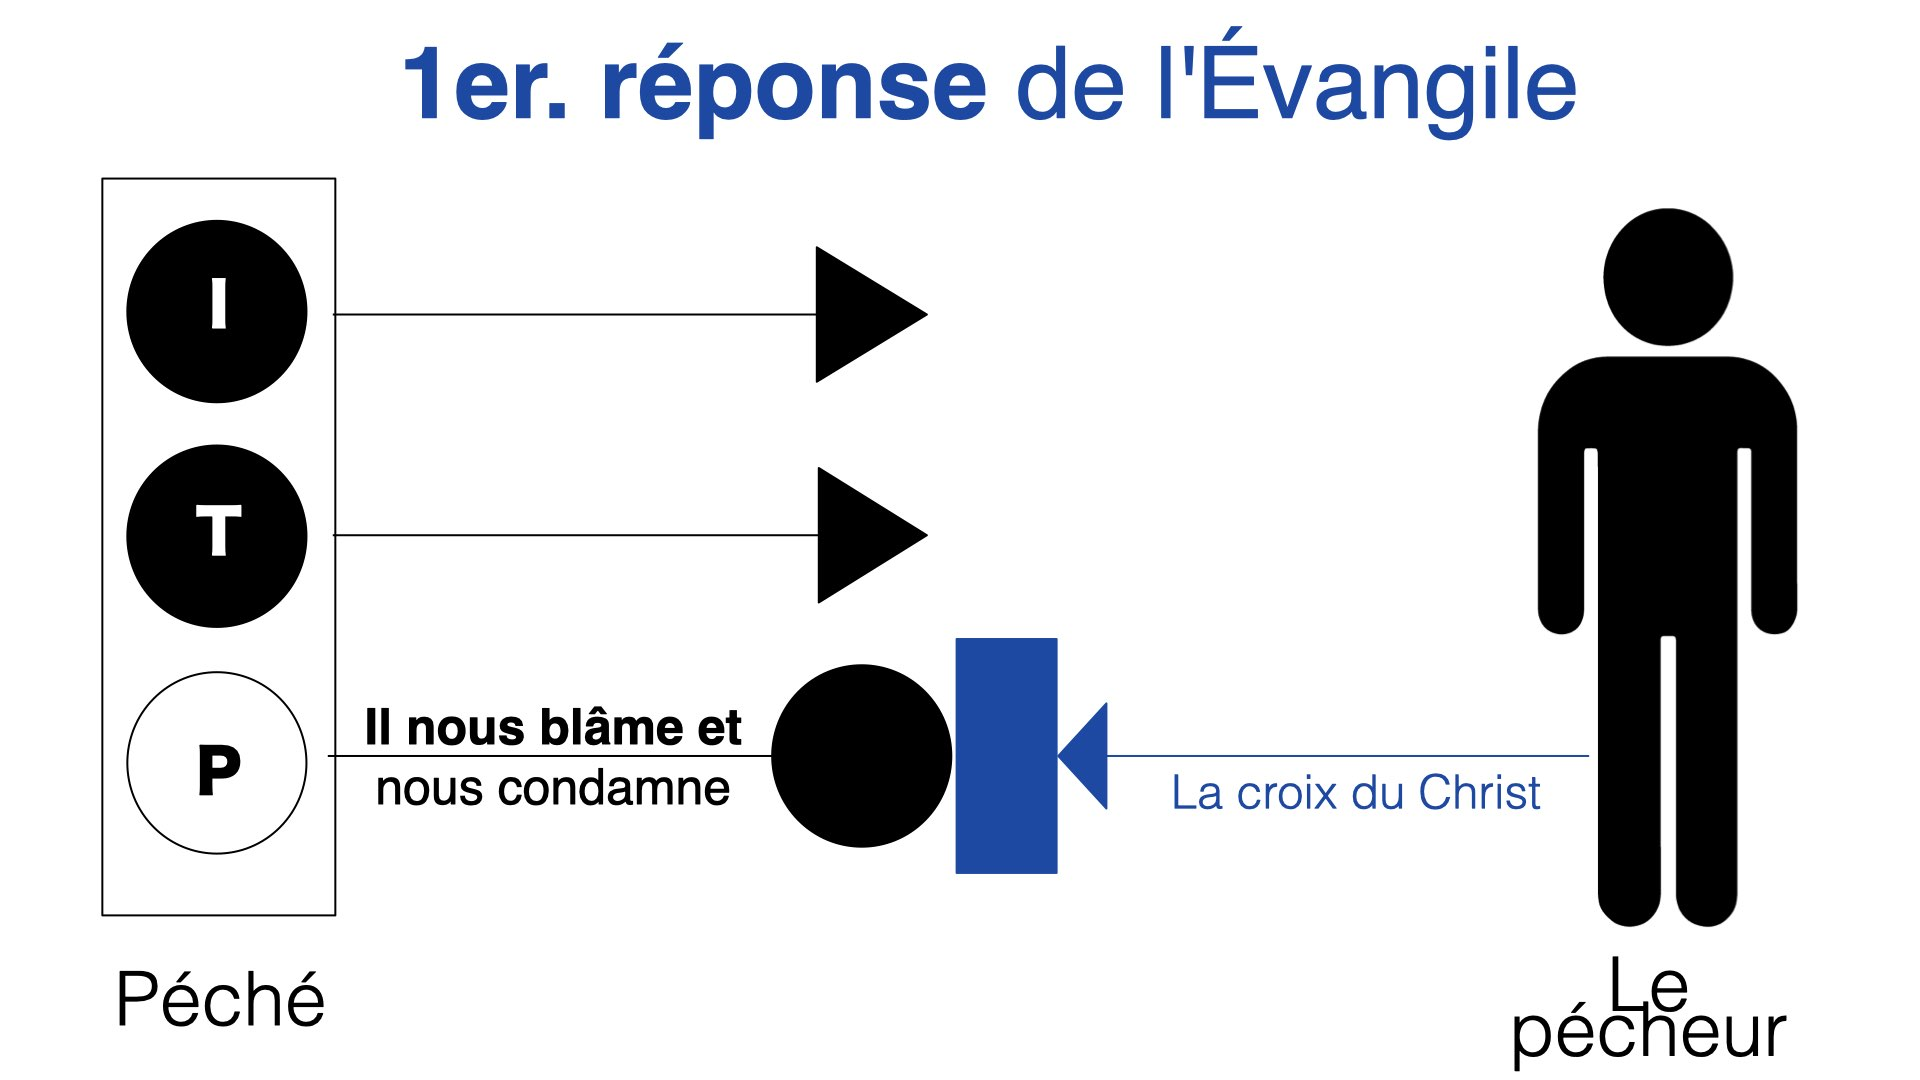 1er. réponse de l'Évangile
I
T
P
Il nous blâme et
nous condamne
La croix du Christ
Péché
Le
pécheur